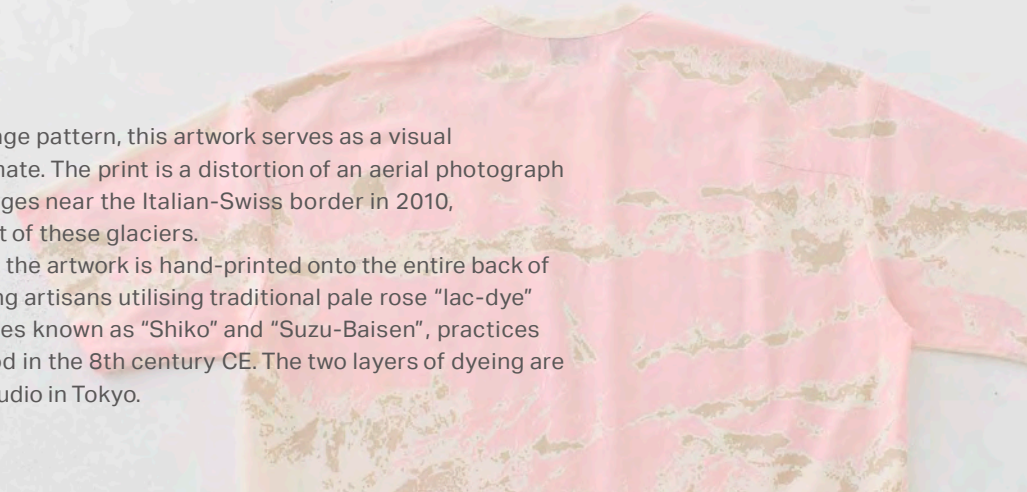 ge pattern, this artwork serves as a visual
ate. The print is a distortion of an aerial photograph
ges near the Italian-Swiss border in 2010,
t of these glaciers.
the artwork is hand-printed onto the entire back of
ng artisans utilising traditional pale rose “lac-dye”
es known as “Shiko” and “Suzu-Baisen”, practices
d in the 8th century CE. The two layers of dyeing are
udio in Tokyo.